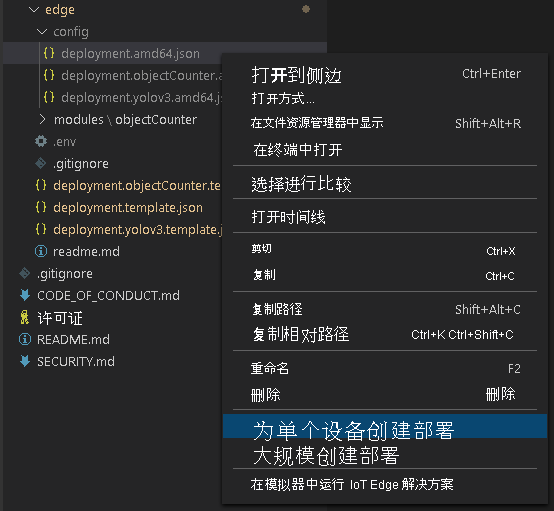 edge
config
deployment.amd64.json
deployment.objectCounter.a
deployment.yolov3.amd64.j
modules \ objectCounter
.env
.gitignore
deployment.objectCounter.te
deployment.template.json
deployment.yolov3.template.j
readme.md
.gitignore
CODE_OF_CONDUCT.md
许可证
README.md
SECURITY.md
打开到侧边 Ctrl+Enter
打开方式...
在文件资源管理器中显示 Shift+Alt+R
在终端中打开
选择进行比较
打开时间线
剪切 Ctrl+X
复制 Ctrl+C
复制路径 Shift+Alt+C
复制相对路径 Ctrl+K Ctrl+Shift+C
重命名 F2
删除 删除
为单个设备创建部署
大规模创建部署
在模拟器中运行 IoT Edge 解决方案